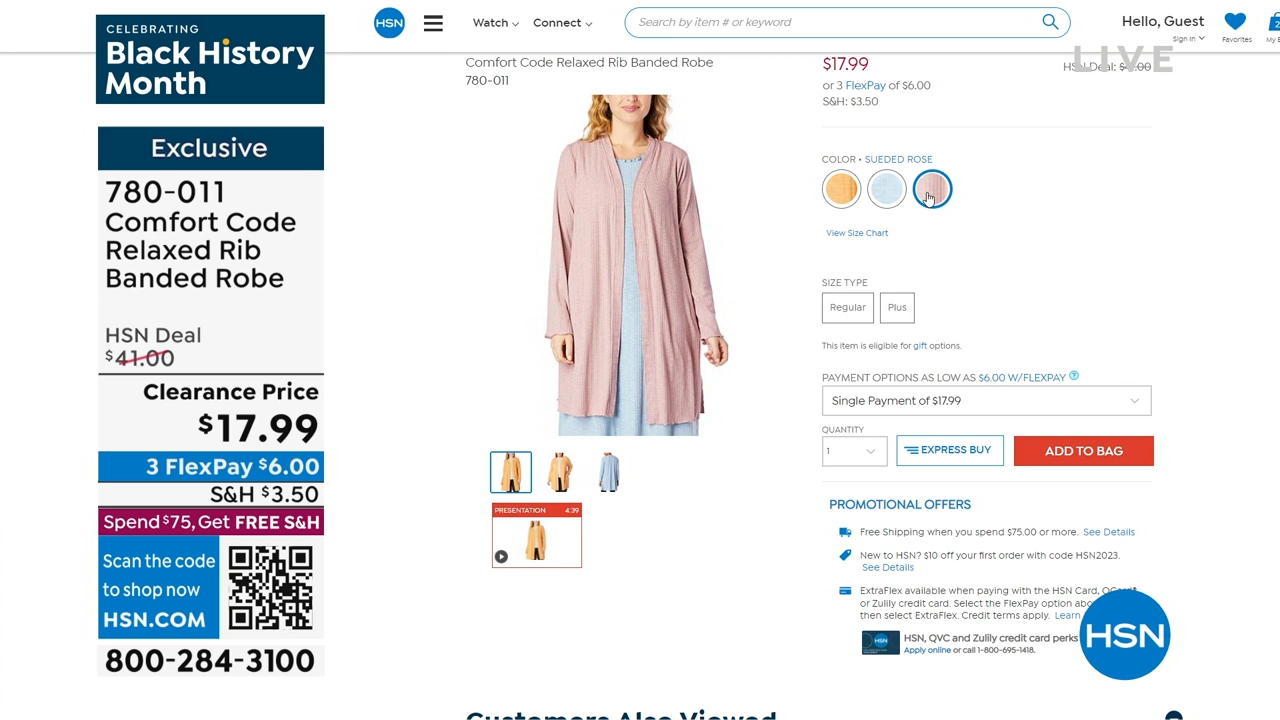 CELEBRATING
Black History
Month
Exclusive
780-011
Comfort Code
Relaxed Rib
Banded Robe
HSN Deal
$41.00
Clearance Price
$17.99
3 FlexPay $6.00
S&H $3.50
Spend $75, Get FREE S&H
Scan the code
to shop now
HSN.COM
800-284-3100
HSN
Watch
Connect
Search by item # or keyword
Hello, Guest
Sign In
Favorites
2
LIVE
Comfort Code Relaxed Rib Banded Robe
780-011
PRESENTATION 4:39
$17.99
HSN Deal: $41.00
or 3 FlexPay of $6.00
S&H: $3.50
COLOR • SUEDED ROSE
View Size Chart
SIZE TYPE
Regular
Plus
This item is eligible for gift options.
PAYMENT OPTIONS AS LOW AS $6.00 W/FLEXPAY ?
Single Payment of $17.99
QUANTITY
1
EXPRESS BUY
ADD TO BAG
PROMOTIONAL OFFERS
Free Shipping when you spend $75.00 or more. See Details
New to HSN? $10 off your first order with code HSN2023.
See Details
ExtraFlex available when paying with the HSN Card,
or Zulily credit card. Select the FlexPay option
then select ExtraFlex. Credit terms apply. Learn
HSN
HSN, QVC and Zulily credit card perks
Apply online or call 1-800-695-1418.
HSN
Customers Also Viewed